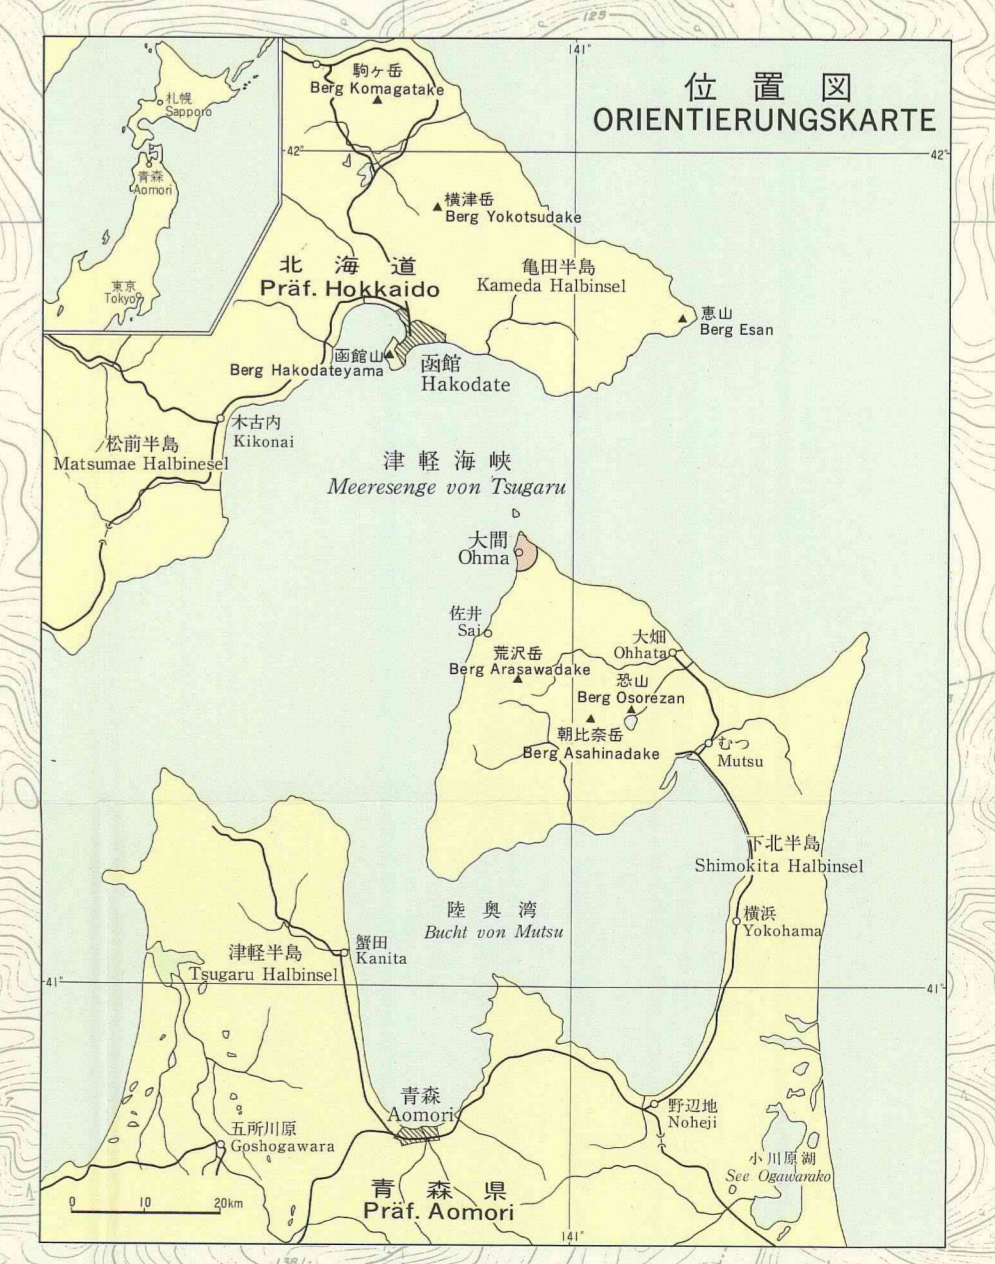 125
141°
位置図
ORIENTIERUNGSKARTE
札幌
Sapporo
青森
Aomori
東京
Tokyo
駒ヶ岳
Berg Komagatake
42°
42°
横津岳
Berg Yokotsudake
北海道
Präf. Hokkaido
亀田半島
Kameda Halbinsel
恵山
Berg Esan
函館山
Berg Hakodateyama
函館
Hakodate
木古内
Kikonai
松前半島
Matsumae Halbinesel
津軽海峡
Meeresenge von Tsugaru
大間
Ohma
佐井
Sai
大畑
Ohhata
荒沢岳
Berg Arasawadake
恐山
Berg Osorezan
朝比奈岳
Berg Asahinadake
むつ
Mutsu
下北半島
Shimokita Halbinsel
陸奥湾
Bucht von Mutsu
横浜
Yokohama
津軽半島
Tsugaru Halbinsel
蟹田
Kanita
41°
41°
青森
Aomori
野辺地
Noheji
五所川原
Goshogawara
小川原湖
See Ogawarako
青森県
Präf. Aomori
0 10 20km
141°